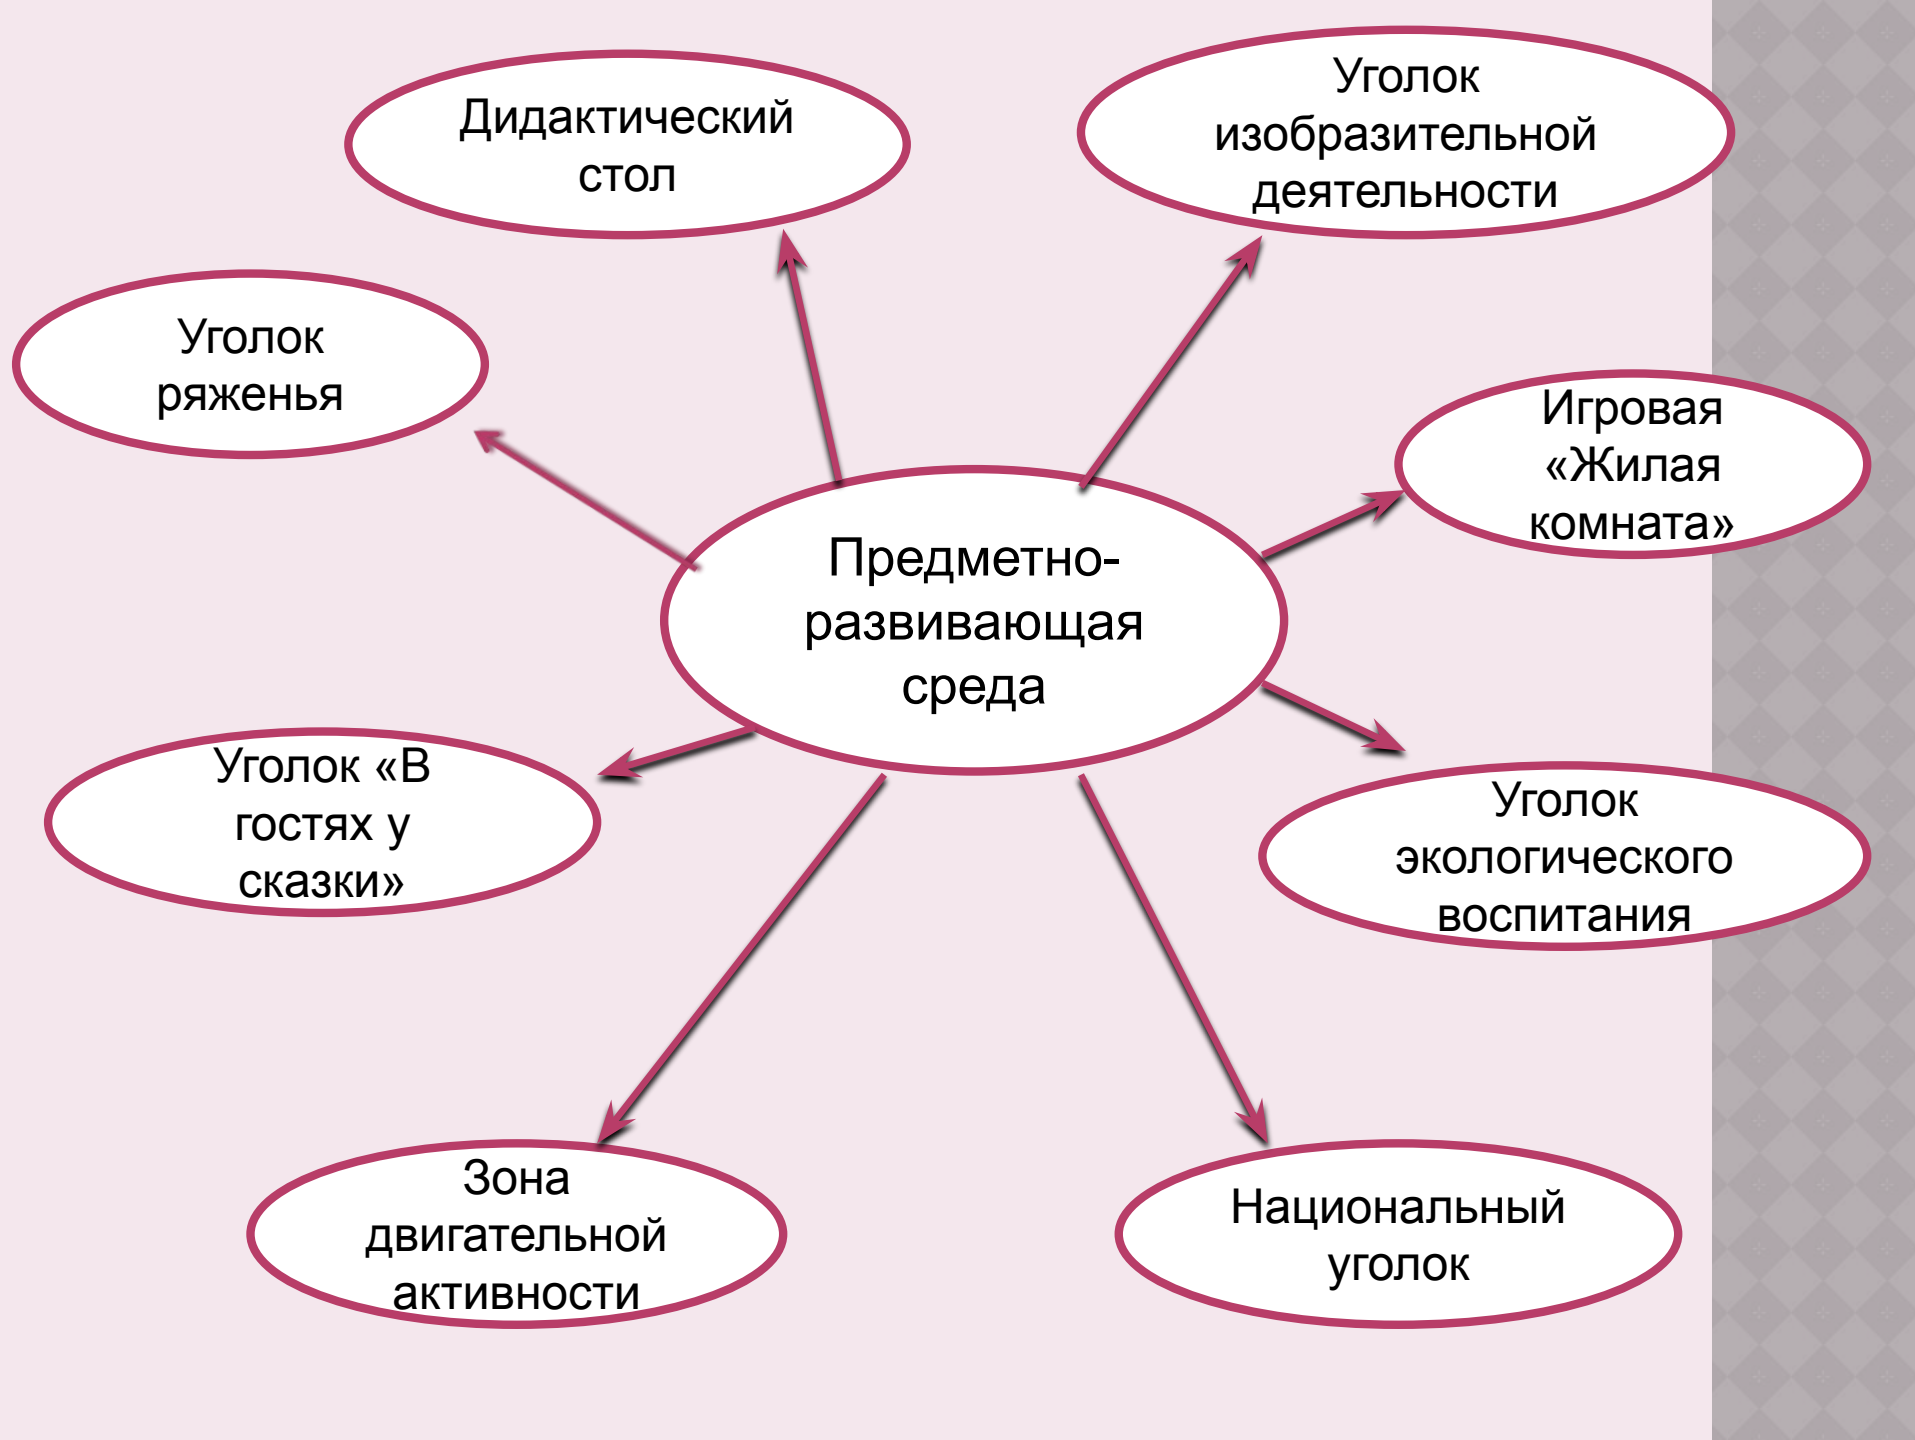 Дидактический
стол
Уголок
изобразительной
деятельности
Уголок
ряженья
Игровая
«Жилая
комната»
Предметно-
развивающая
среда
Уголок «В
гостях у
сказки»
Уголок
экологического
воспитания
Зона
двигательной
активности
Национальный
уголок